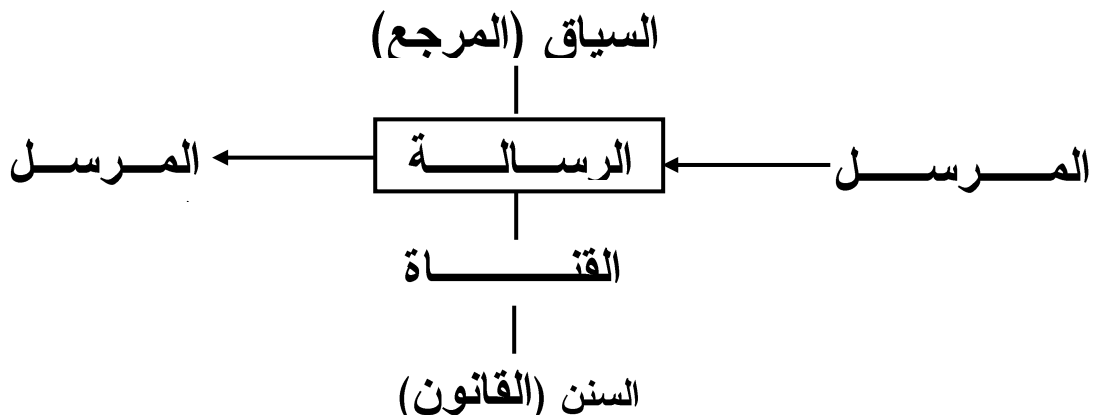 السياق (المرجع)
المرسل
الرسالة
المرسل
القناة
السنن (القانون)